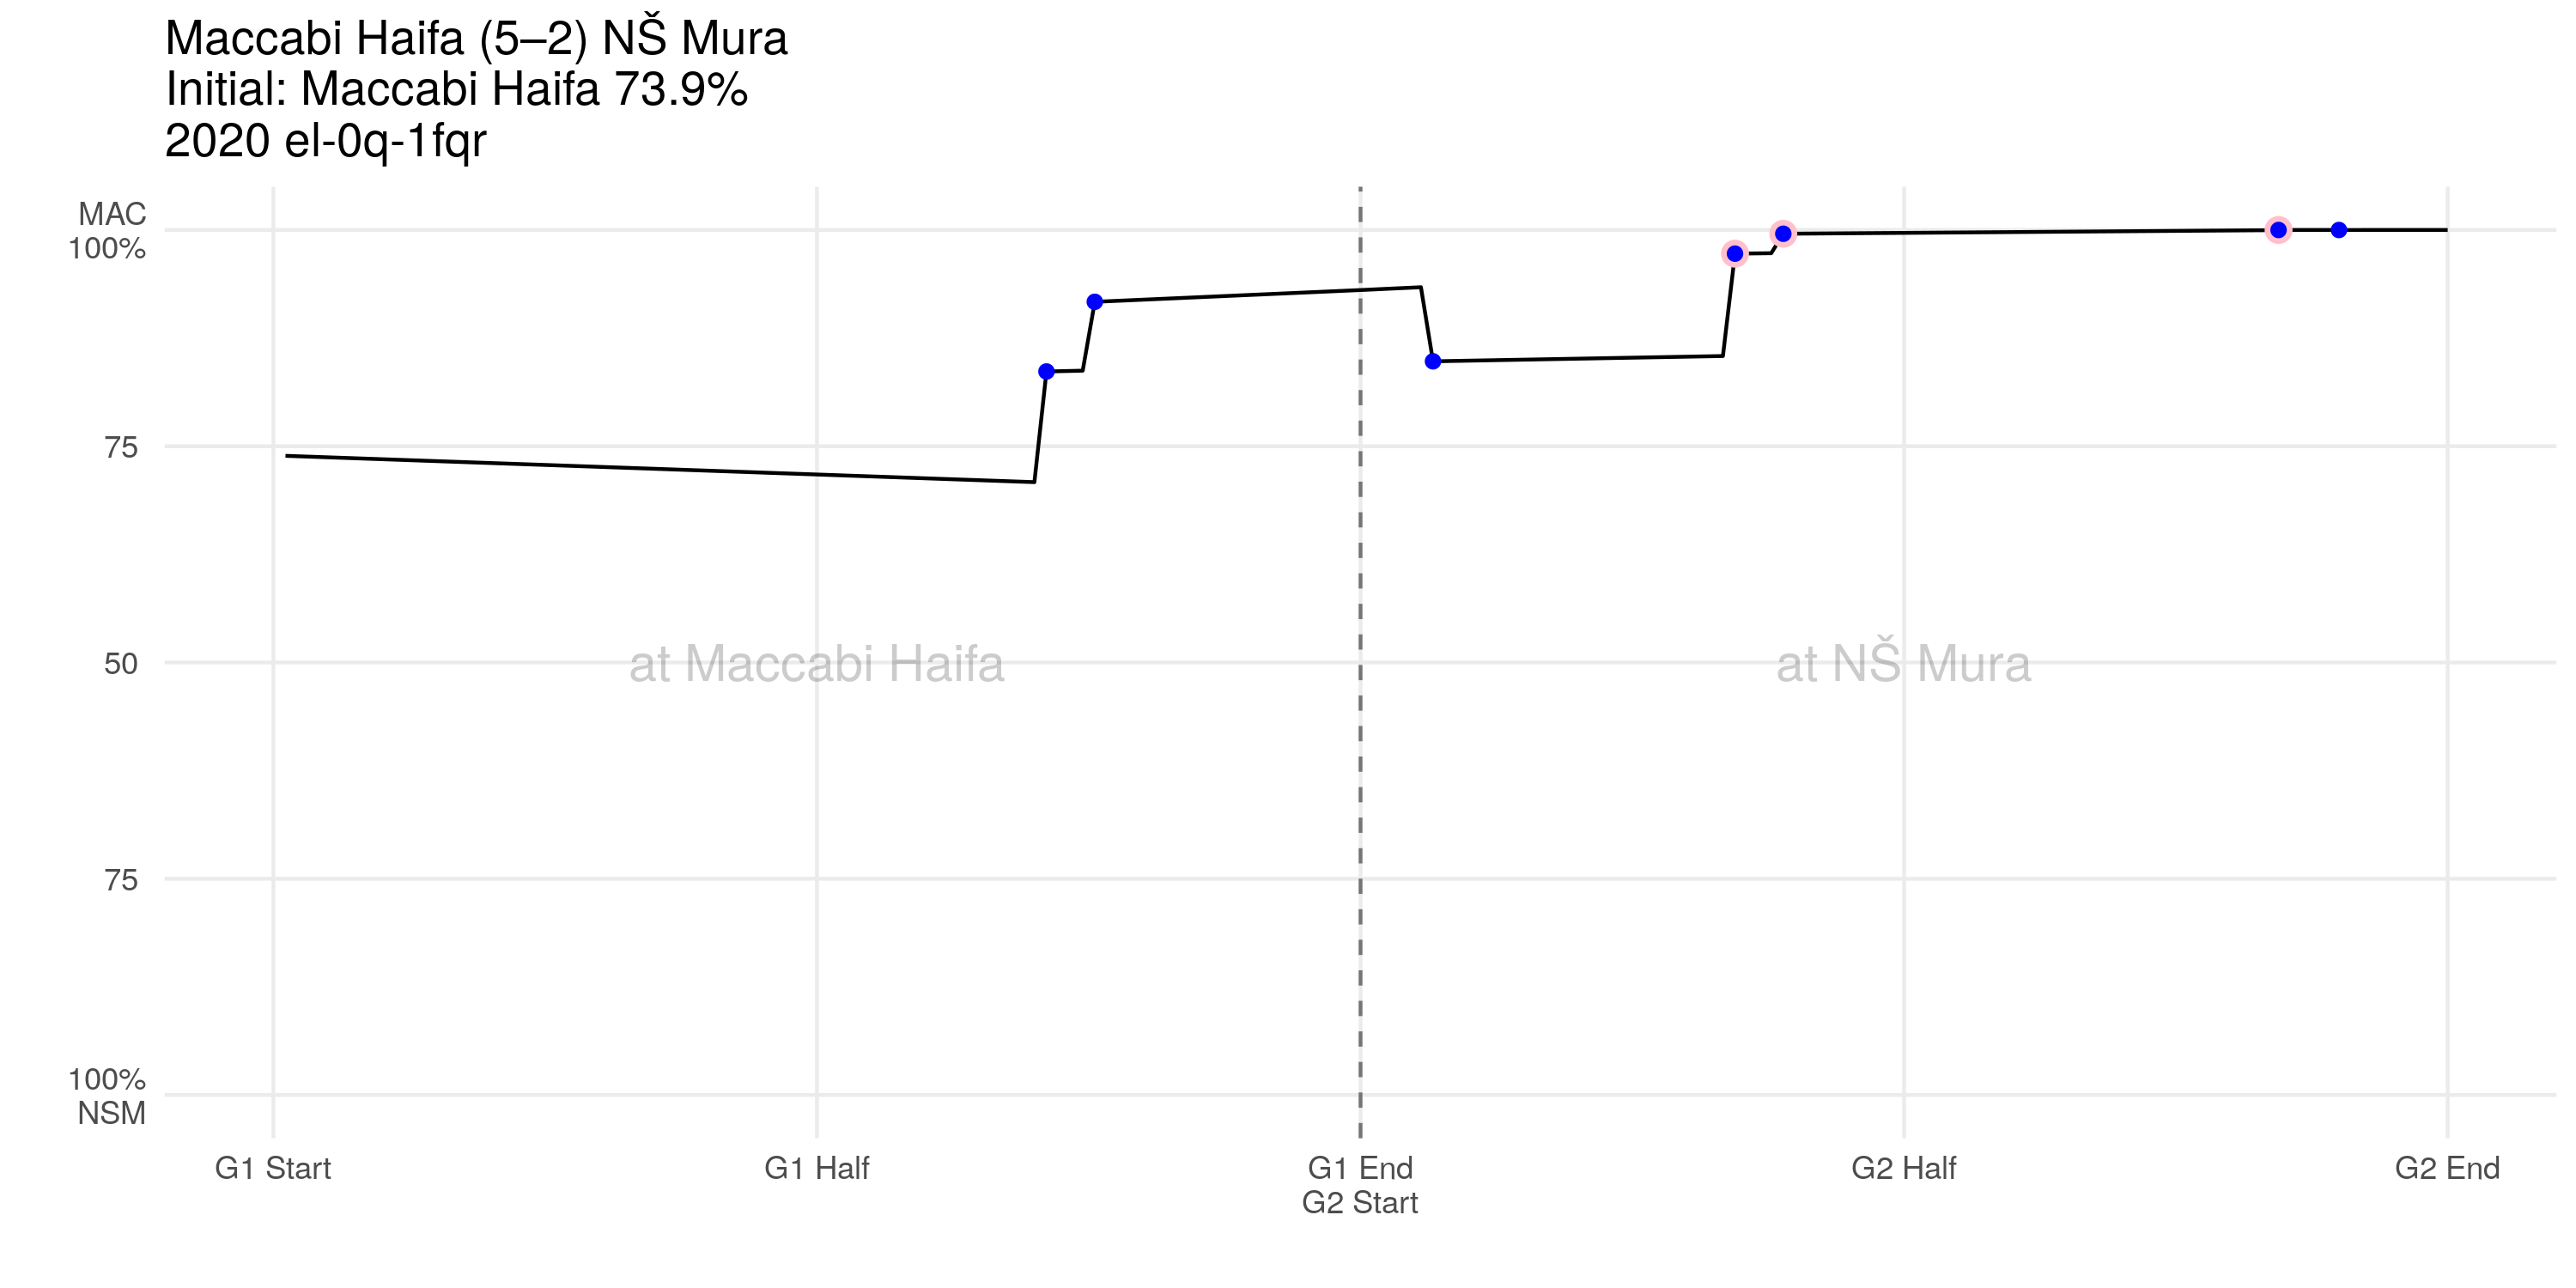 Maccabi Haifa (5–2) NŠ Mura
Initial: Maccabi Haifa 73.9%
2020 el-0q-1fqr
MAC
100%
75
50
75
100%
NSM
at Maccabi Haifa
at NŠ Mura
G1 Start
G1 Half
G1 End
G2 Start
G2 Half
G2 End